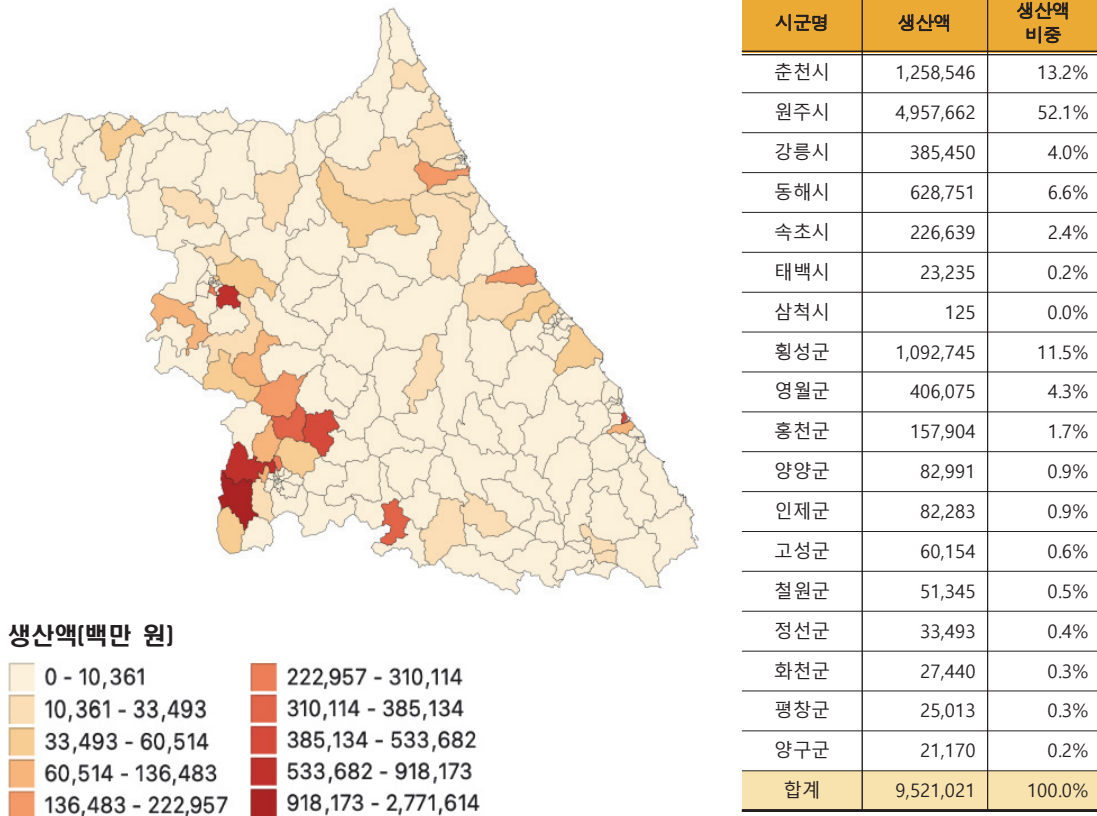 시군명 생산액 생산액 비중
춘천시 1,258,546 13.2%
원주시 4,957,662 52.1%
강릉시 385,450 4.0%
동해시 628,751 6.6%
속초시 226,639 2.4%
태백시 23,235 0.2%
삼척시 125 0.0%
횡성군 1,092,745 11.5%
영월군 406,075 4.3%
홍천군 157,904 1.7%
양양군 82,991 0.9%
인제군 82,283 0.9%
고성군 60,154 0.6%
철원군 51,345 0.5%
정선군 33,493 0.4%
화천군 27,440 0.3%
평창군 25,013 0.3%
양구군 21,170 0.2%
합계 9,521,021 100.0%
생산액(백만 원)
0 - 10,361
10,361 - 33,493
33,493 - 60,514
60,514 - 136,483
136,483 - 222,957
222,957 - 310,114
310,114 - 385,134
385,134 - 533,682
533,682 - 918,173
918,173 - 2,771,614